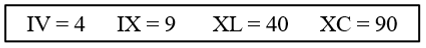 IV = 4 IX = 9 XL = 40 XC = 90